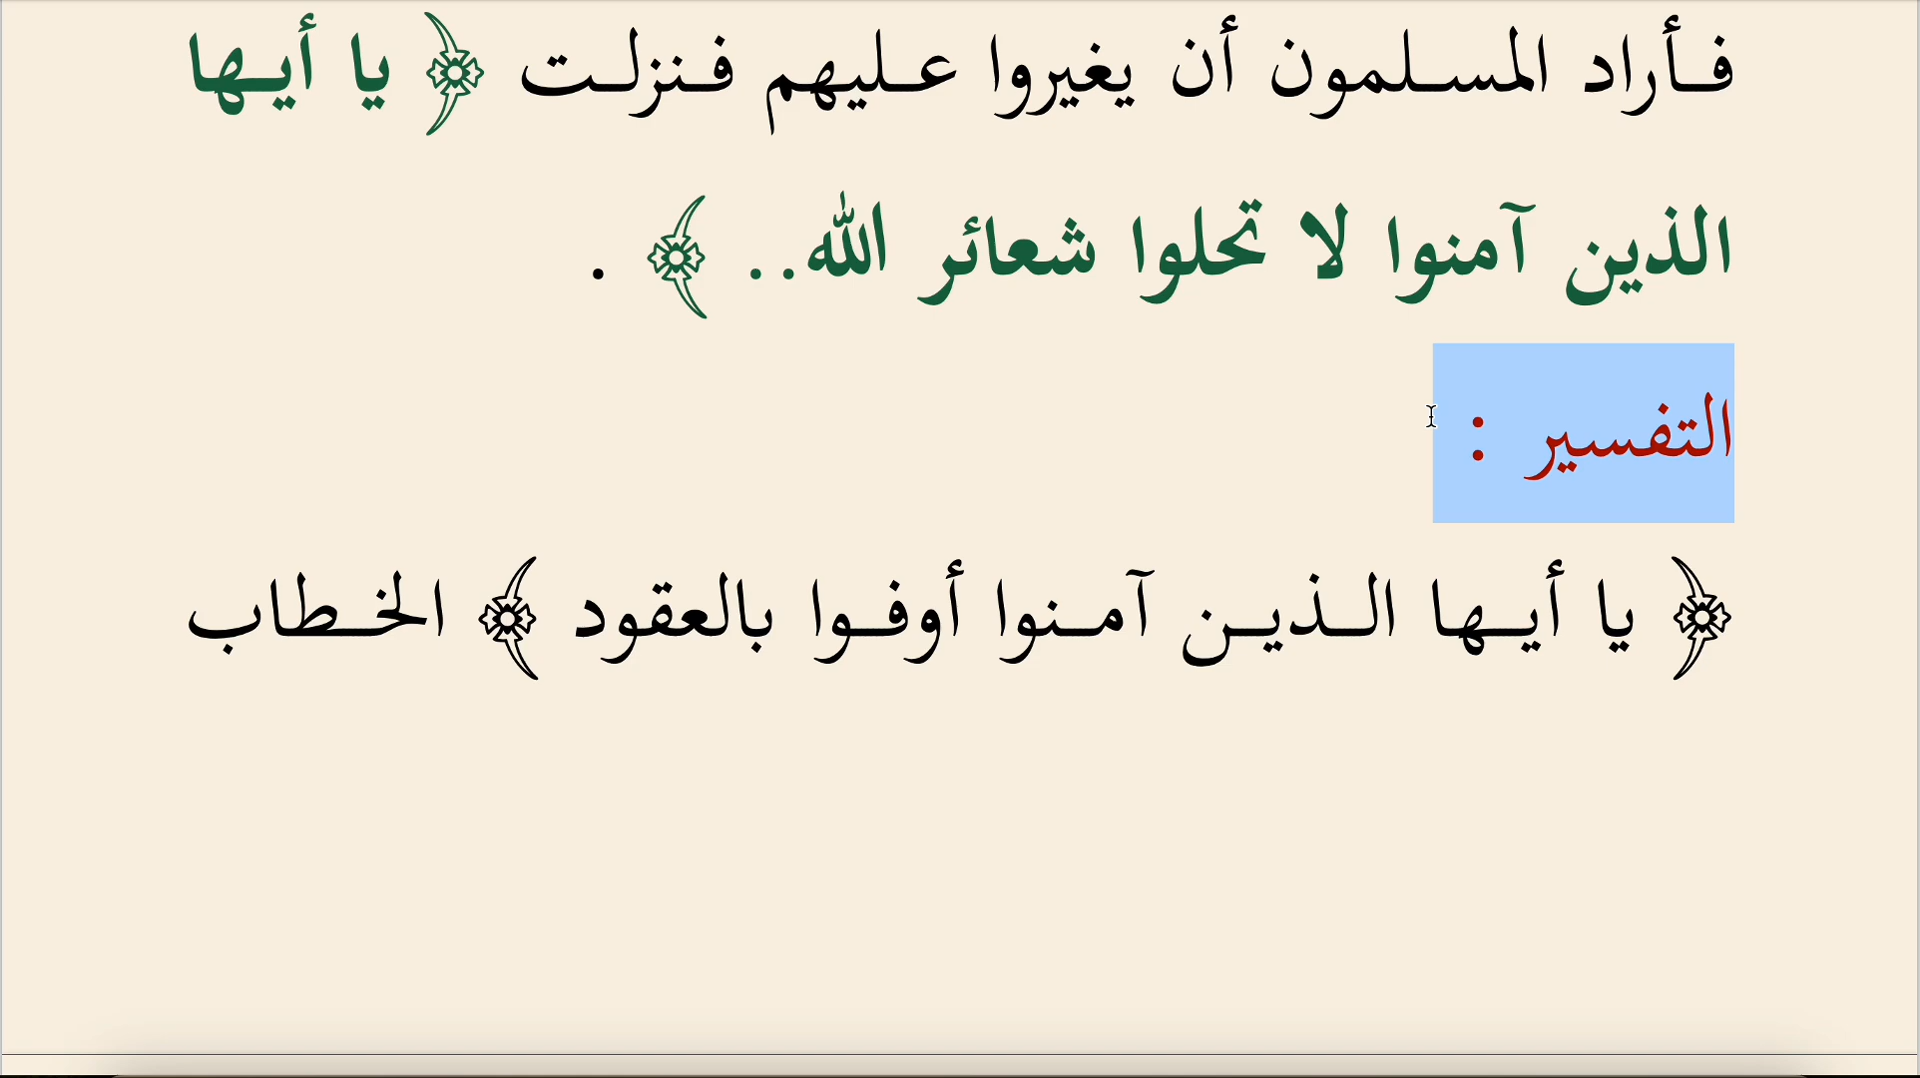 فأراد المسلمون أن يغيروا عليهم فنزلت ﴿ يا أيها
الذين آمنوا لا تحلوا شعائر الله.. ﴾ .
التفسير :
﴿ يا أيها الذين آمنوا أوفوا بالعقود ﴾ الخطاب